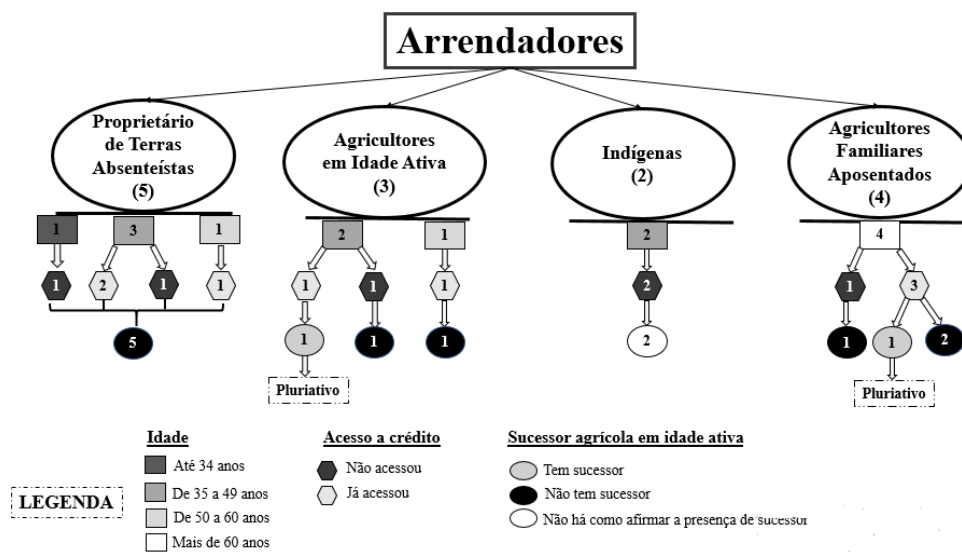 Arrendadores
Proprietário
de Terras
Absenteístas
(5)
Agricultores
em Idade Ativa
(3)
Indígenas
(2)
Agricultores
Familiares
Aposentados
(4)
1 3 1 2 1 2 4
1 2 1 1 1 1 1 2 1 3
5 1 1 1 2 1 1 2
Pluriativo
Pluriativo
LEGENDA
Idade
Até 34 anos
De 35 a 49 anos
De 50 a 60 anos
Mais de 60 anos
Acesso a crédito
Não acessou
Já acessou
Sucessor agrícola em idade ativa
Tem sucessor
Não tem sucessor
Não há como afirmar a presença de sucessor